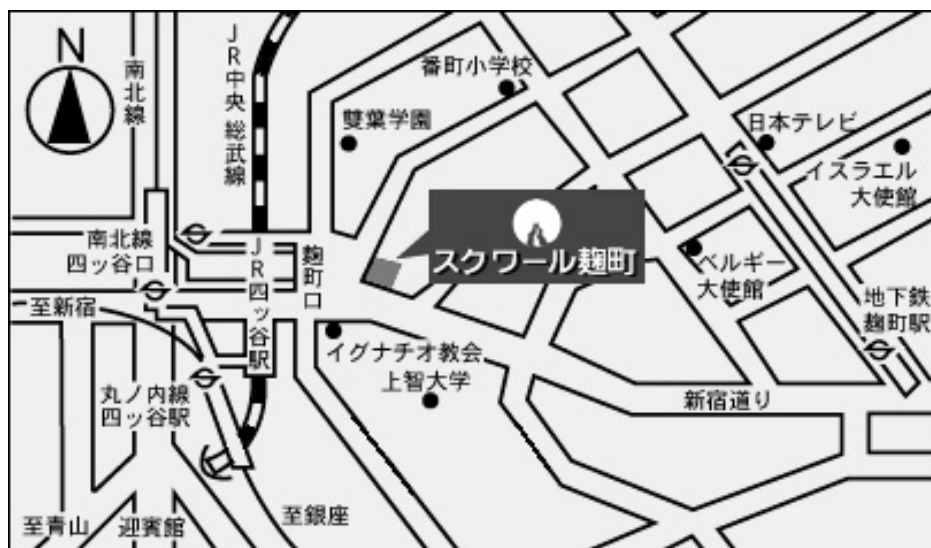 N
南北線
JR中央 総武線
番町小学校
雙葉学園
日本テレビ
イスラエル
大使館
スクワール麹町
南北線
四ッ谷口
JR四ッ谷駅
麹町口
ベルギー
大使館
至新宿
地下鉄
麹町駅
イグナチオ教会
上智大学
丸ノ内線
四ッ谷駅
新宿道り
至青山
迎賓館
至銀座